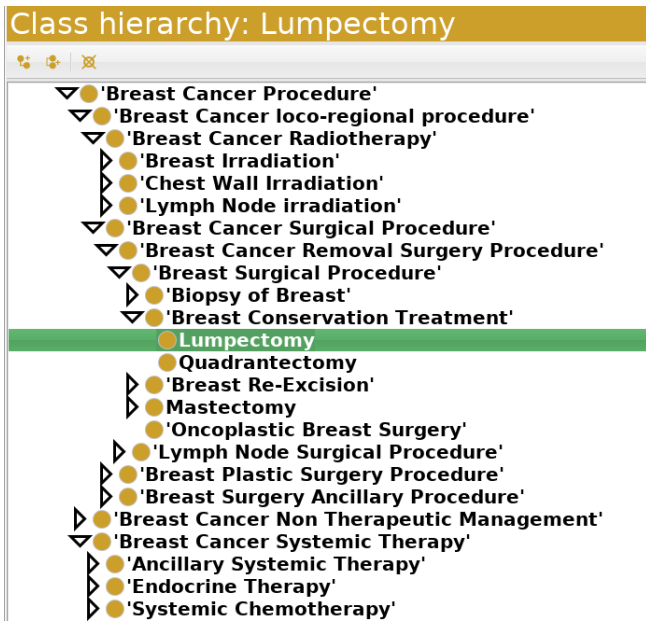 Class hierarchy: Lumpectomy
'Breast Cancer Procedure'
'Breast Cancer loco-regional procedure'
'Breast Cancer Radiotherapy'
'Breast Irradiation'
'Chest Wall Irradiation'
'Lymph Node irradiation'
'Breast Cancer Surgical Procedure'
'Breast Cancer Removal Surgery Procedure'
'Breast Surgical Procedure'
'Biopsy of Breast'
'Breast Conservation Treatment'
Lumpectomy
Quadrantectomy
'Breast Re-Excision'
Mastectomy
'Oncoplastic Breast Surgery'
'Lymph Node Surgical Procedure'
'Breast Plastic Surgery Procedure'
'Breast Surgery Ancillary Procedure'
'Breast Cancer Non Therapeutic Management'
'Breast Cancer Systemic Therapy'
'Ancillary Systemic Therapy'
'Endocrine Therapy'
'Systemic Chemotherapy'